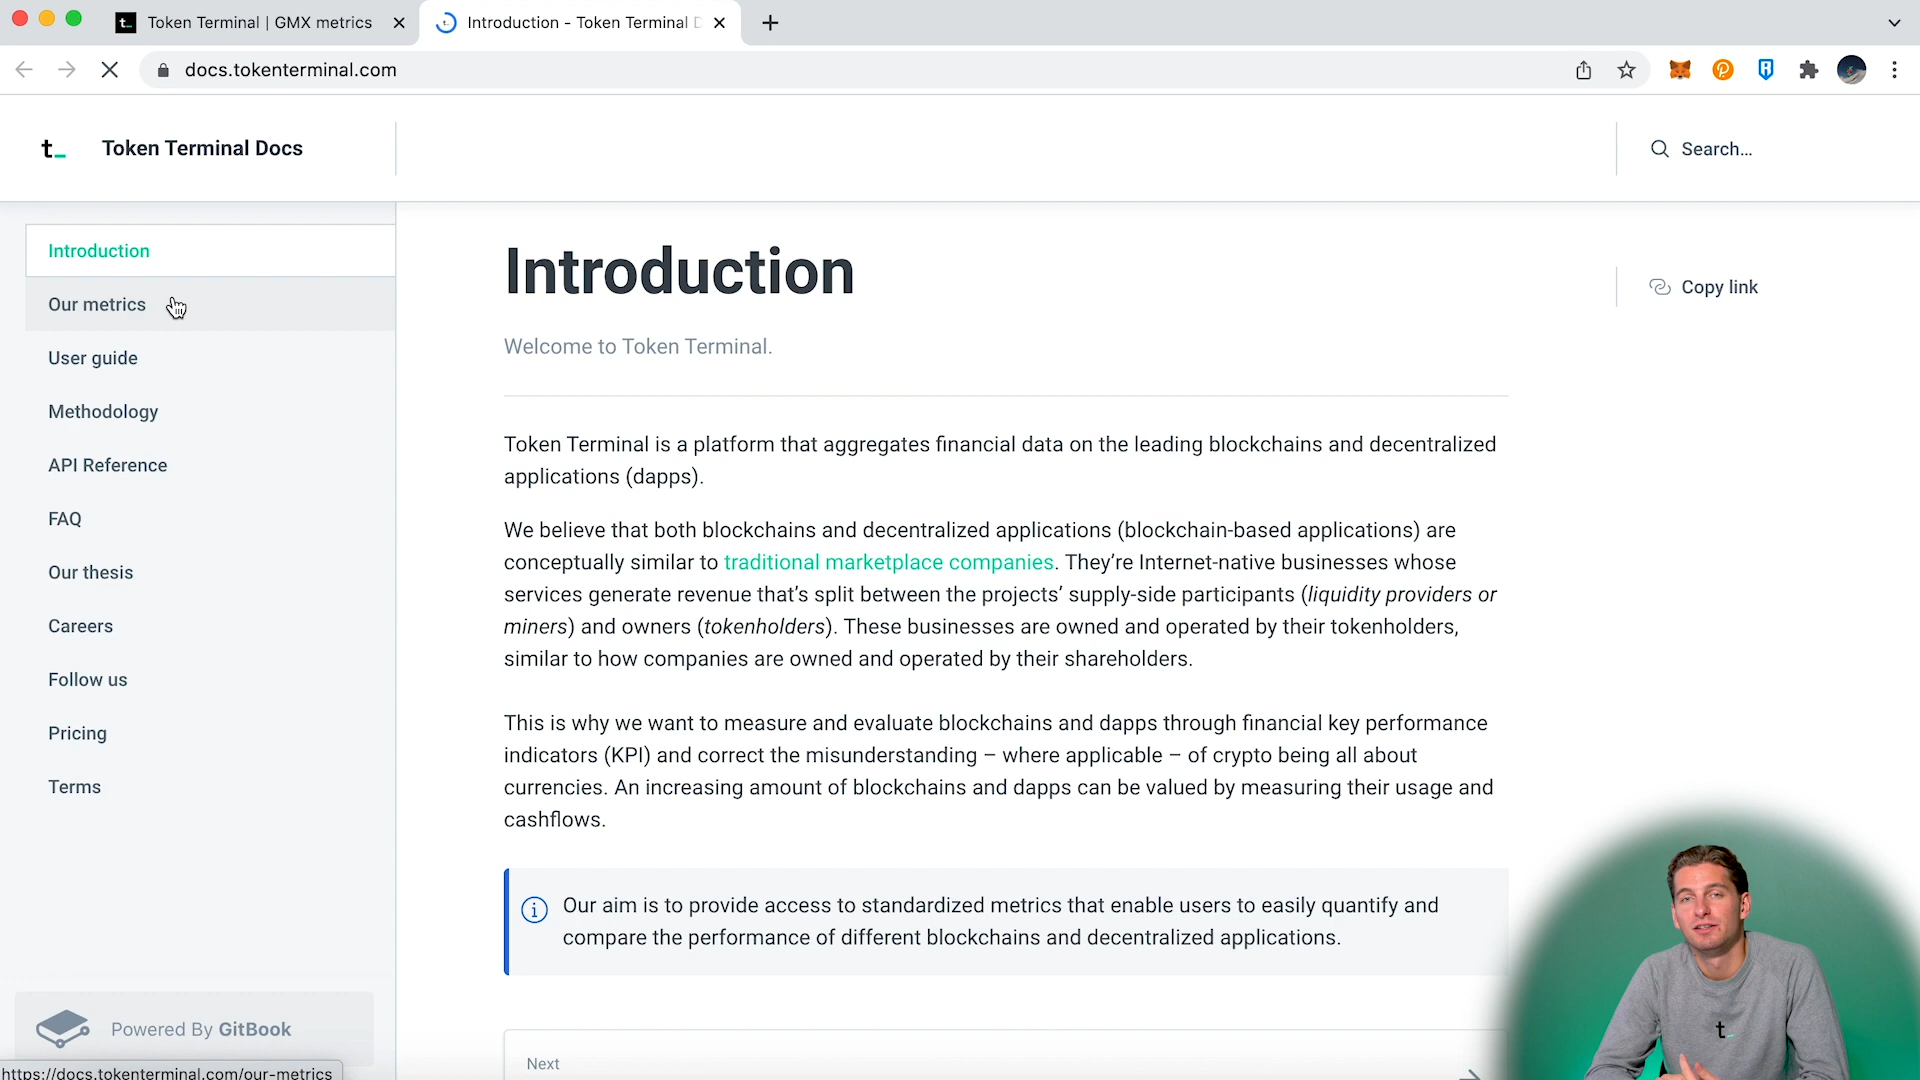 t_ Token Terminal | GMX metrics
Introduction - Token Terminal D
docs.tokenterminal.com
t_ Token Terminal Docs
Search...
Introduction
Our metrics
User guide
Methodology
API Reference
FAQ
Our thesis
Careers
Follow us
Pricing
Terms
Powered By GitBook
https://docs.tokenterminal.com/our-metrics
Introduction
Copy link
Welcome to Token Terminal.
Token Terminal is a platform that aggregates financial data on the leading blockchains and decentralized
applications (dapps).
We believe that both blockchains and decentralized applications (blockchain-based applications) are
conceptually similar to traditional marketplace companies. They're Internet-native businesses whose
services generate revenue that's split between the projects' supply-side participants (liquidity providers or
miners) and owners (tokenholders). These businesses are owned and operated by their tokenholders,
similar to how companies are owned and operated by their shareholders.
This is why we want to measure and evaluate blockchains and dapps through financial key performance
indicators (KPI) and correct the misunderstanding – where applicable – of crypto being all about
currencies. An increasing amount of blockchains and dapps can be valued by measuring their usage and
cashflows.
Our aim is to provide access to standardized metrics that enable users to easily quantify and
compare the performance of different blockchains and decentralized applications.
Next
t_